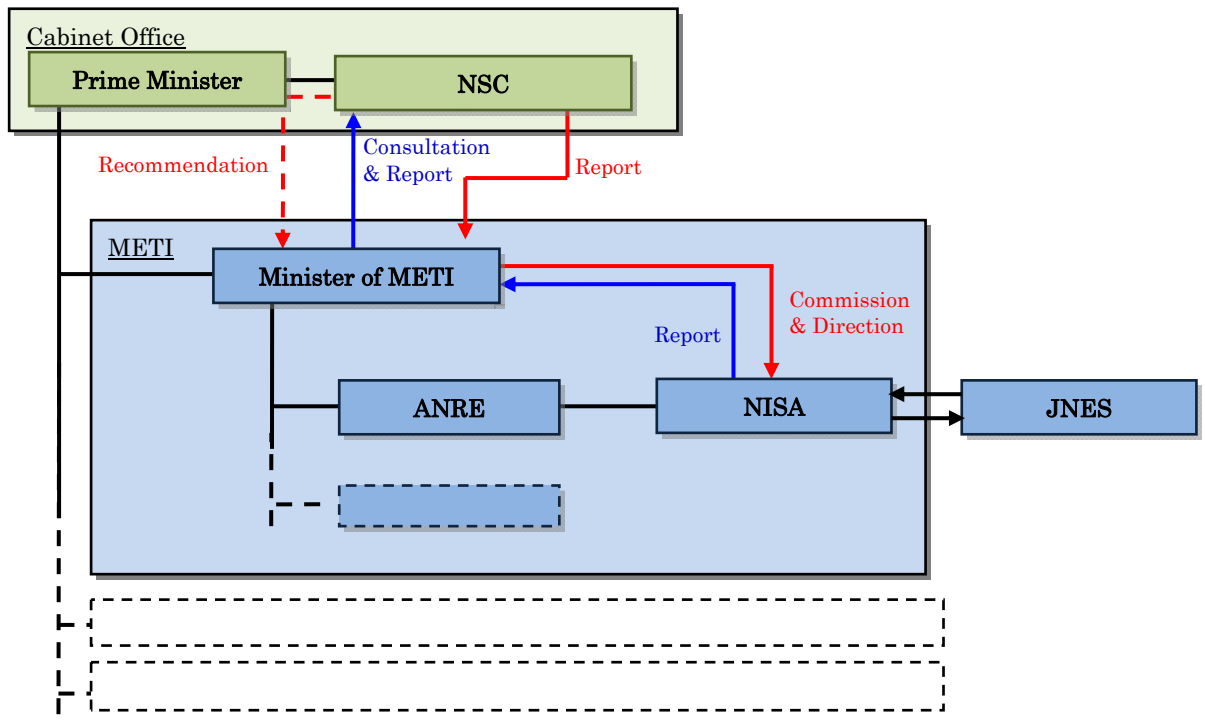 Cabinet Office
Prime Minister
NSC
Recommendation
Consultation
& Report
Report
METI
Minister of METI
Commission
& Direction
Report
ANRE
NISA
JNES